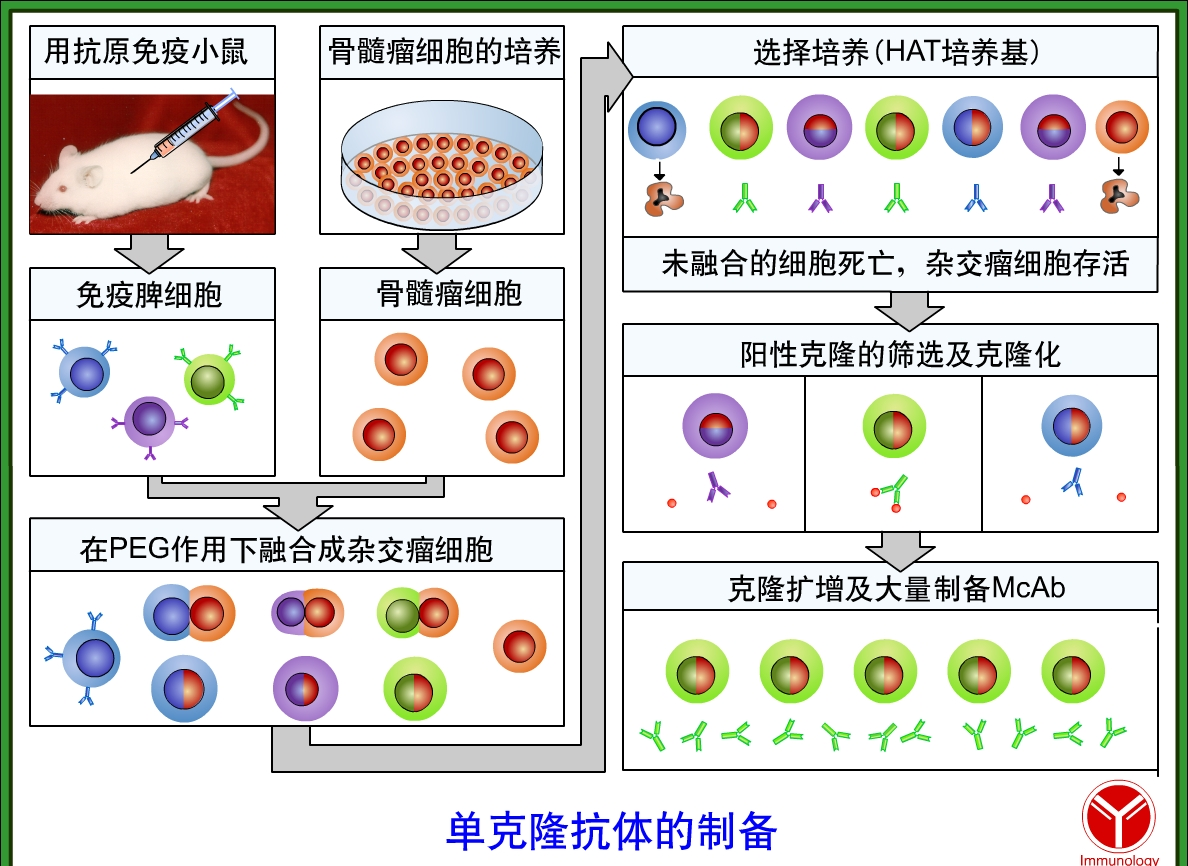 用抗原免疫小鼠
骨髓瘤细胞的培养
免疫脾细胞
骨髓瘤细胞
在PEG作用下融合成杂交瘤细胞
选择培养(HAT培养基)
未融合的细胞死亡，杂交瘤细胞存活
阳性克隆的筛选及克隆化
克隆扩增及大量制备McAb
单克隆抗体的制备
Immunology